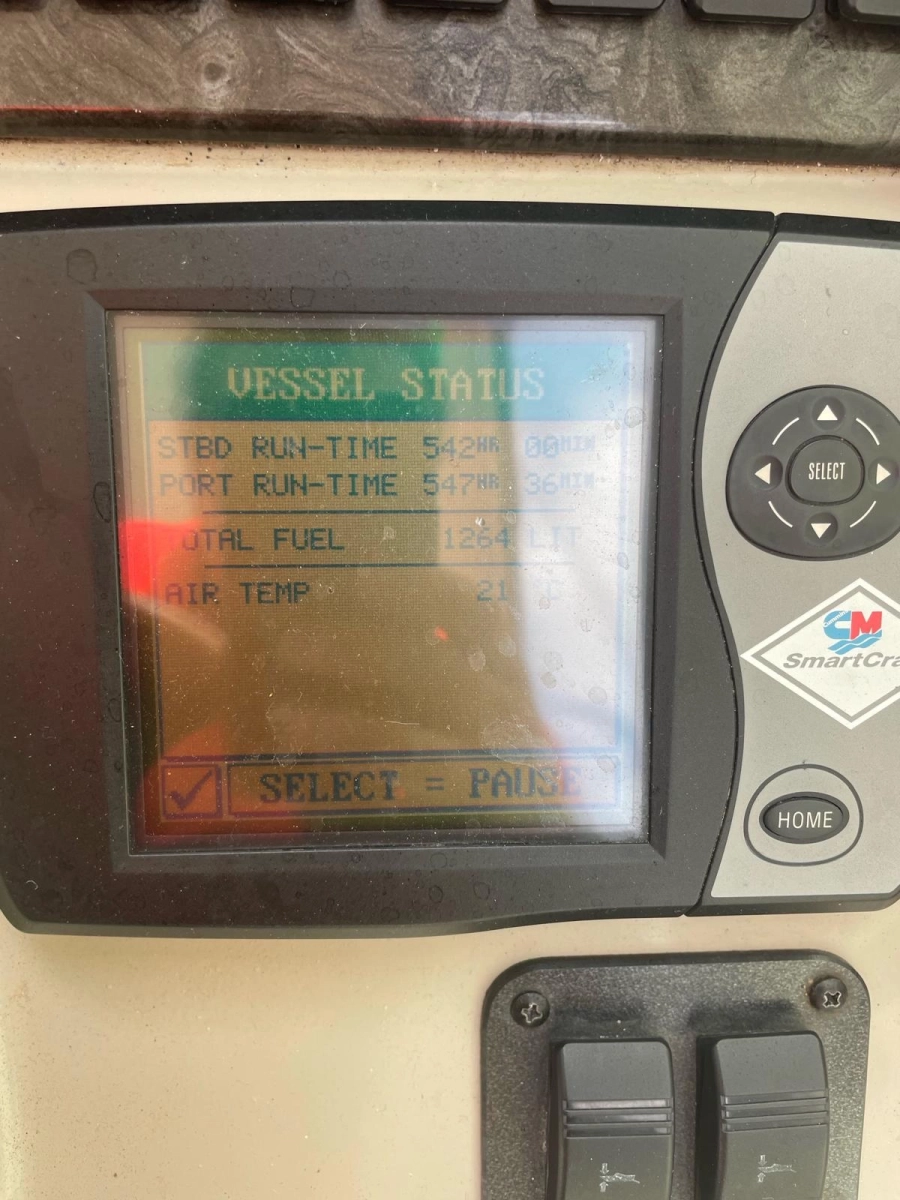 VESSEL STATUS
STBD RUN-TIME 542HR 00MIN
PORT RUN-TIME 547HR 36MIN
TOTAL FUEL 1264 LIT
AIR TEMP 21
SELECT = PAUSE
SELECT
CM
SmartCra
HOME